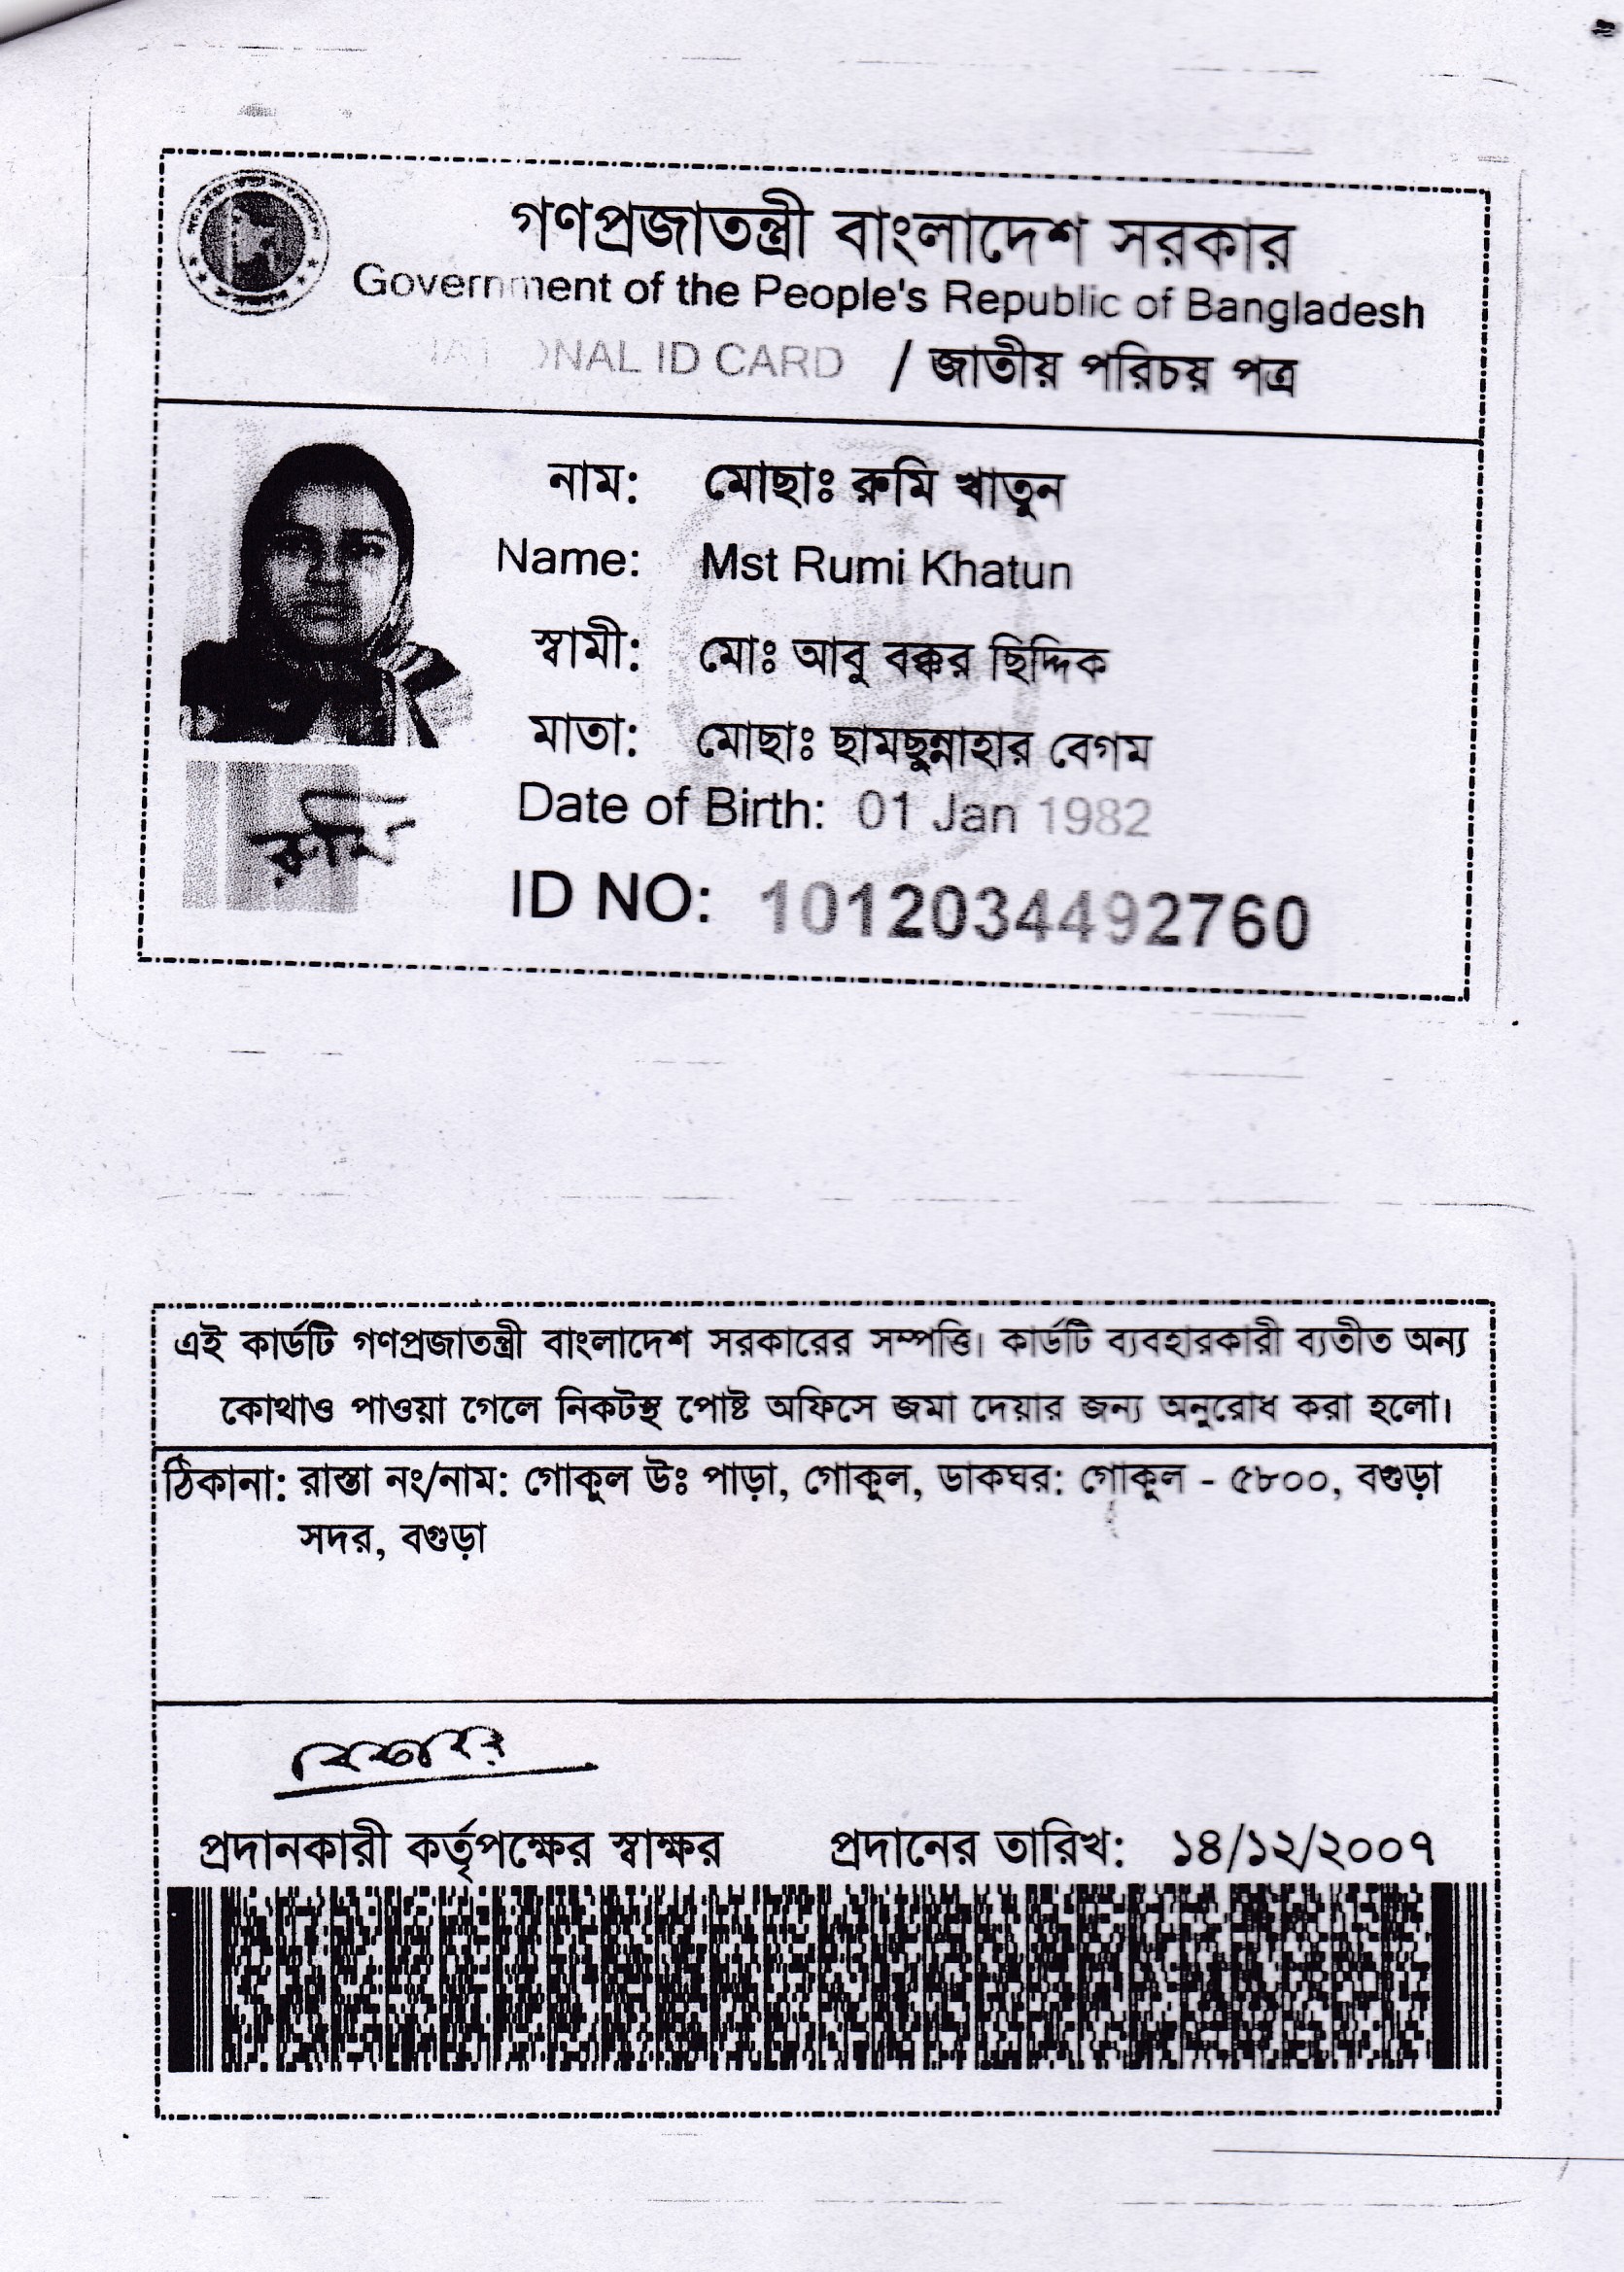 গণপ্রজাতন্ত্রী বাংলাদেশ সরকার
Government of the People's Republic of Bangladesh
NATIONAL ID CARD / জাতীয় পরিচয় পত্র
নাম: মোছাঃ রুমি খাতুন
Name: Mst Rumi Khatun
স্বামী: মোঃ আবু বক্কর ছিদ্দিক
মাতা: মোছাঃ ছামছুন্নাহার বেগম
Date of Birth: 01 Jan 1982
রুমি
ID NO: 1012034492760
এই কার্ডটি গণপ্রজাতন্ত্রী বাংলাদেশ সরকারের সম্পত্তি। কার্ডটি ব্যবহারকারী ব্যতীত অন্য
কোথাও পাওয়া গেলে নিকটস্থ পোষ্ট অফিসে জমা দেয়ার জন্য অনুরোধ করা হলো।
ঠিকানা: রাস্তা নং/নাম: গোকুল উঃ পাড়া, গোকুল, ডাকঘর: গোকুল - ৫৮০০, বগুড়া
সদর, বগুড়া
প্রদানকারী কর্তৃপক্ষের স্বাক্ষর প্রদানের তারিখ: ১৪/১২/২০০৭